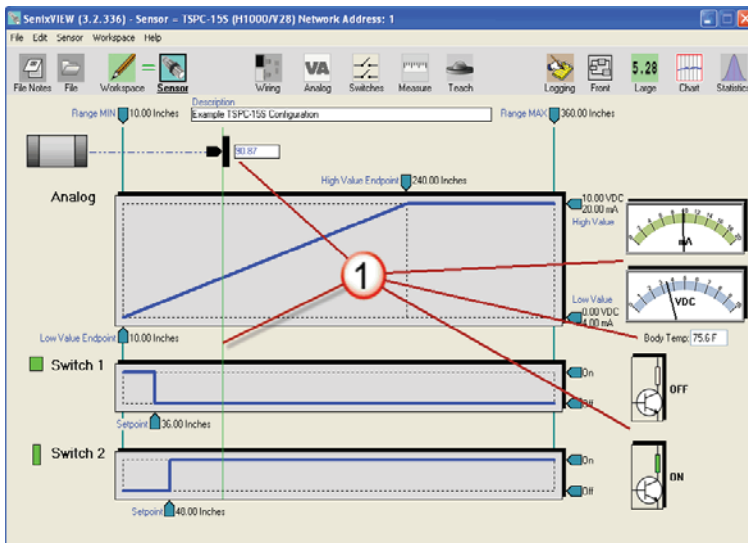 SenixVIEW (3.2.336) - Sensor = TSPC-15S (H1000/V28) Network Address: 1
File Edit Sensor Workspace Help
File Notes File Workspace = Sensor Wiring VA Analog Switches Measure Teach Logging Front 5.28 Large Chart Statistics
Description
Range MIN 10.00 Inches Example TSPC-15S Configuration Range MAX 360.00 Inches
90.87
High Value Endpoint 240.00 Inches
Analog
10.00 VDC
20.00 mA
High Value
mA
1
VDC
Low Value
0.00 VDC
4.00 mA
Low Value Endpoint 10.00 Inches
Body Temp: 75.6 F
Switch 1
On
Off
OFF
Setpoint 36.00 Inches
Switch 2
On
Off
ON
Setpoint 48.00 Inches